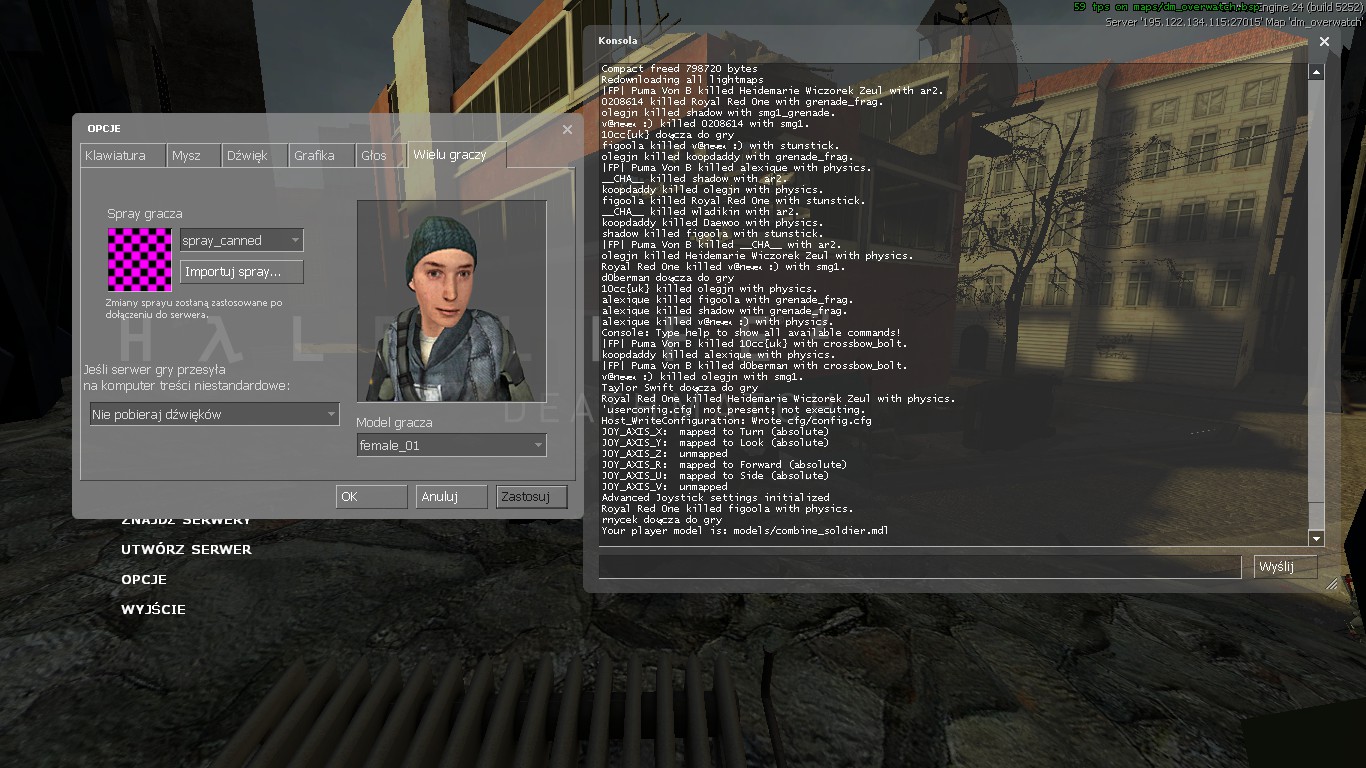 59 fps on maps/dm_overwatch.bsp
Engine 24 (build 5252)
Server '195.122.134.115:27015' Map 'dm_overwatch'
OPCJE
Klawiatura Mysz Dźwięk Grafika Głos Wielu graczy
Spray gracza
spray_canned
Importuj spray...
Zmiany sprayu zostaną zastosowane po
dołączeniu do serwera.
Jeśli serwer gry przesyła
na komputer treści niestandardowe:
Nie pobieraj dźwięków
Model gracza
female_01
OK Anuluj Zastosuj
ZNAJDŹ SERWERY
UTWÓRZ SERWER
OPCJE
WYJŚCIE
Konsola
Compact freed 798720 bytes
Redownloading all lightmaps
|FP| Puma Von B killed Heidemarie Wiczorek Zeul with ar2.
0208614 killed Royal Red One with grenade_frag.
olegjn killed shadow with smg1_grenade.
killed 0208614 with smg1.
10cc{uk} dołącza do gry
figoola killed :) with stunstick.
olegjn killed koopdaddy with grenade_frag.
|FP| Puma Von B killed alexique with physics.
__CHA__ killed shadow with ar2.
koopdaddy killed olegjn with physics.
figoola killed Royal Red One with stunstick.
__CHA__ killed wladikin with ar2.
koopdaddy killed Daewoo with physics.
shadow killed figoola with stunstick.
|FP| Puma Von B killed __CHA__ with ar2.
olegjn killed Heidemarie Wiczorek Zeul with physics.
Royal Red One killed :) with smg1.
d0berman dołącza do gry
10cc{uk} killed olegjn with physics.
alexique killed figoola with grenade_frag.
alexique killed shadow with grenade_frag.
alexique killed :) with physics.
Console: Type help to show all available commands!
|FP| Puma Von B killed 10cc{uk} with crossbow_bolt.
koopdaddy killed alexique with physics.
|FP| Puma Von B killed d0berman with crossbow_bolt.
:) killed olegjn with smg1.
Taylor Swift dołącza do gry
Royal Red One killed Heidemarie Wiczorek Zeul with physics.
'userconfig.cfg' not present; not executing.
Host_WriteConfiguration: Wrote cfg/config.cfg
JOY_AXIS_X: mapped to Turn (absolute)
JOY_AXIS_Y: mapped to Look (absolute)
JOY_AXIS_Z: unmapped
JOY_AXIS_R: mapped to Forward (absolute)
JOY_AXIS_U: mapped to Side (absolute)
JOY_AXIS_V: unmapped
Advanced Joystick settings initialized
Royal Red One killed figoola with physics.
rnycek dołącza do gry
Your player model is: models/combine_soldier.mdl
Wyślij